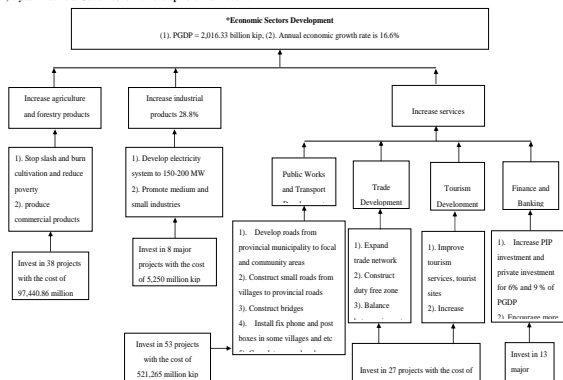 *Economic Sectors Development
(1). PGDP = 2,016.33 billion kip, (2). Annual economic growth rate is 16.6%
Increase agriculture
and forestry products
Increase industrial
products 28.8%
Increase services
1). Stop slash and burn
cultivation and reduce
poverty
2). produce
commercial products
1). Develop electricity
system to 150-200 MW
2). Promote medium and
small industries
Public Works
and Transport
Trade
Development
Tourism
Development
Finance and
Banking
Invest in 38 projects
with the cost of
97,440.86 million
Invest in 8 major
projects with the cost of
5,250 million kip
1). Develop roads from
provincial municipality to focal
and community areas
2). Construct small roads from
villages to provincial roads
3). Construct bridges
4). Install fix phone and post
boxes in some villages and etc
1). Expand
trade network
2). Construct
duty free zone
3). Balance
1). Improve
tourism
services, tourist
sites
2). Increase
1). Increase PIP
investment and
private investment
for 6% and 9 % of
PGDP
2). Encourage more
Invest in 53 projects
with the cost of
521,265 million kip
Invest in 27 projects with the cost of
Invest in 13
major